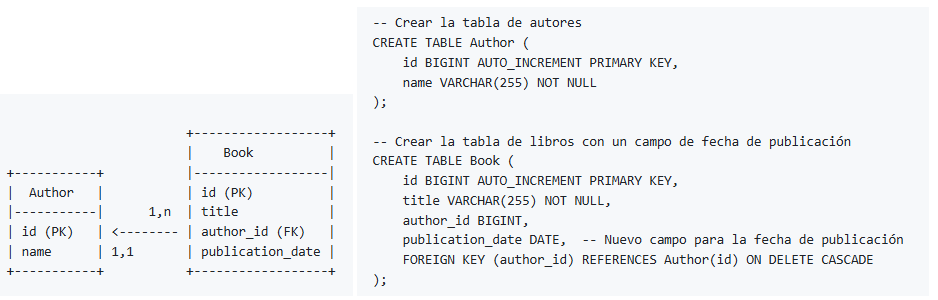 +------------------+
|    Book          |
+-----------+ |------------------|
|  Author   | | id (PK)          |
|-----------| 1,n | title            |
| id (PK)   | <-------- | author_id (FK)   |
| name      | 1,1 | publication_date |
+-----------+ +------------------+
-- Crear la tabla de autores
CREATE TABLE Author (
    id BIGINT AUTO_INCREMENT PRIMARY KEY,
    name VARCHAR(255) NOT NULL
);
-- Crear la tabla de libros con un campo de fecha de publicación
CREATE TABLE Book (
    id BIGINT AUTO_INCREMENT PRIMARY KEY,
    title VARCHAR(255) NOT NULL,
    author_id BIGINT,
    publication_date DATE,  -- Nuevo campo para la fecha de publicación
    FOREIGN KEY (author_id) REFERENCES Author(id) ON DELETE CASCADE
);